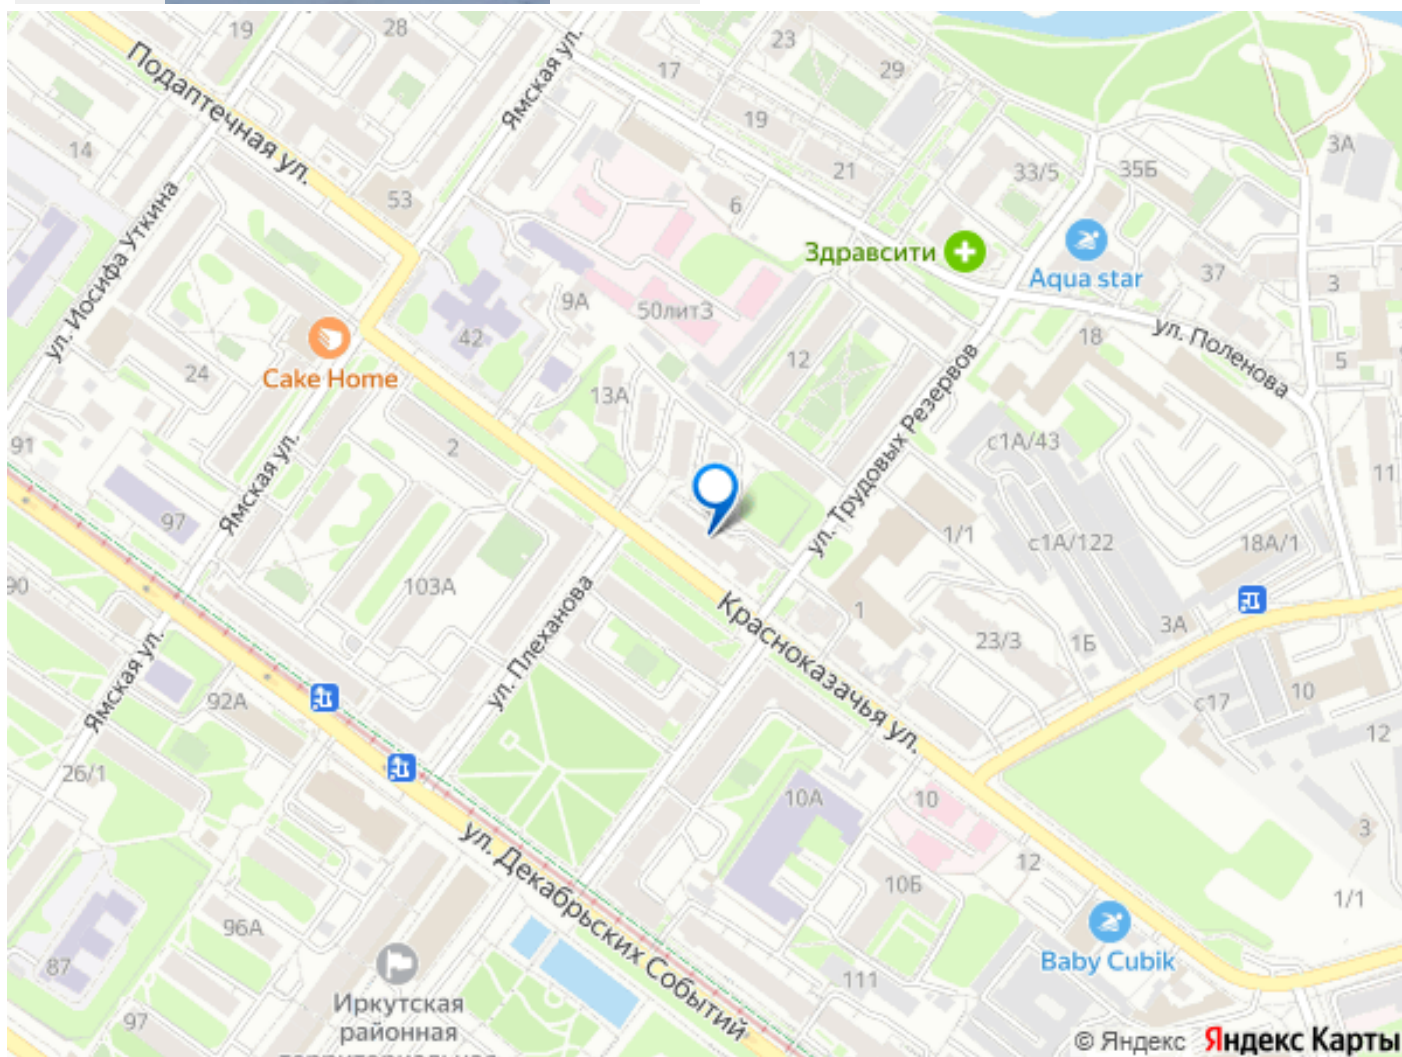 19
28
23
Подаптечная ул.
Ямская ул.
17
29
14
19
3А
53
21
33/5
35Б
6
ул. Иосифа Уткина
Здравсити
Aqua star
37
3
9А
50литЗ
42
18
ул. Поленова
24
12
5
Cake Home
13А
ул. Трудовых Резервов
91
2
с1А/43
11
Ямская ул.
97
1/1
с1А/122
18А/1
90
103А
ул. Плеханова
Красноказачья ул.
1
23/3
1Б
3А
Ямская ул.
92А
с17
10
12
26/1
10А
10
3
ул. Декабрьских Событий
12
10Б
1/1
96А
87
Baby Cubik
111
Иркутская
районная
территориальная
97
© Яндекс Яндекс Карты